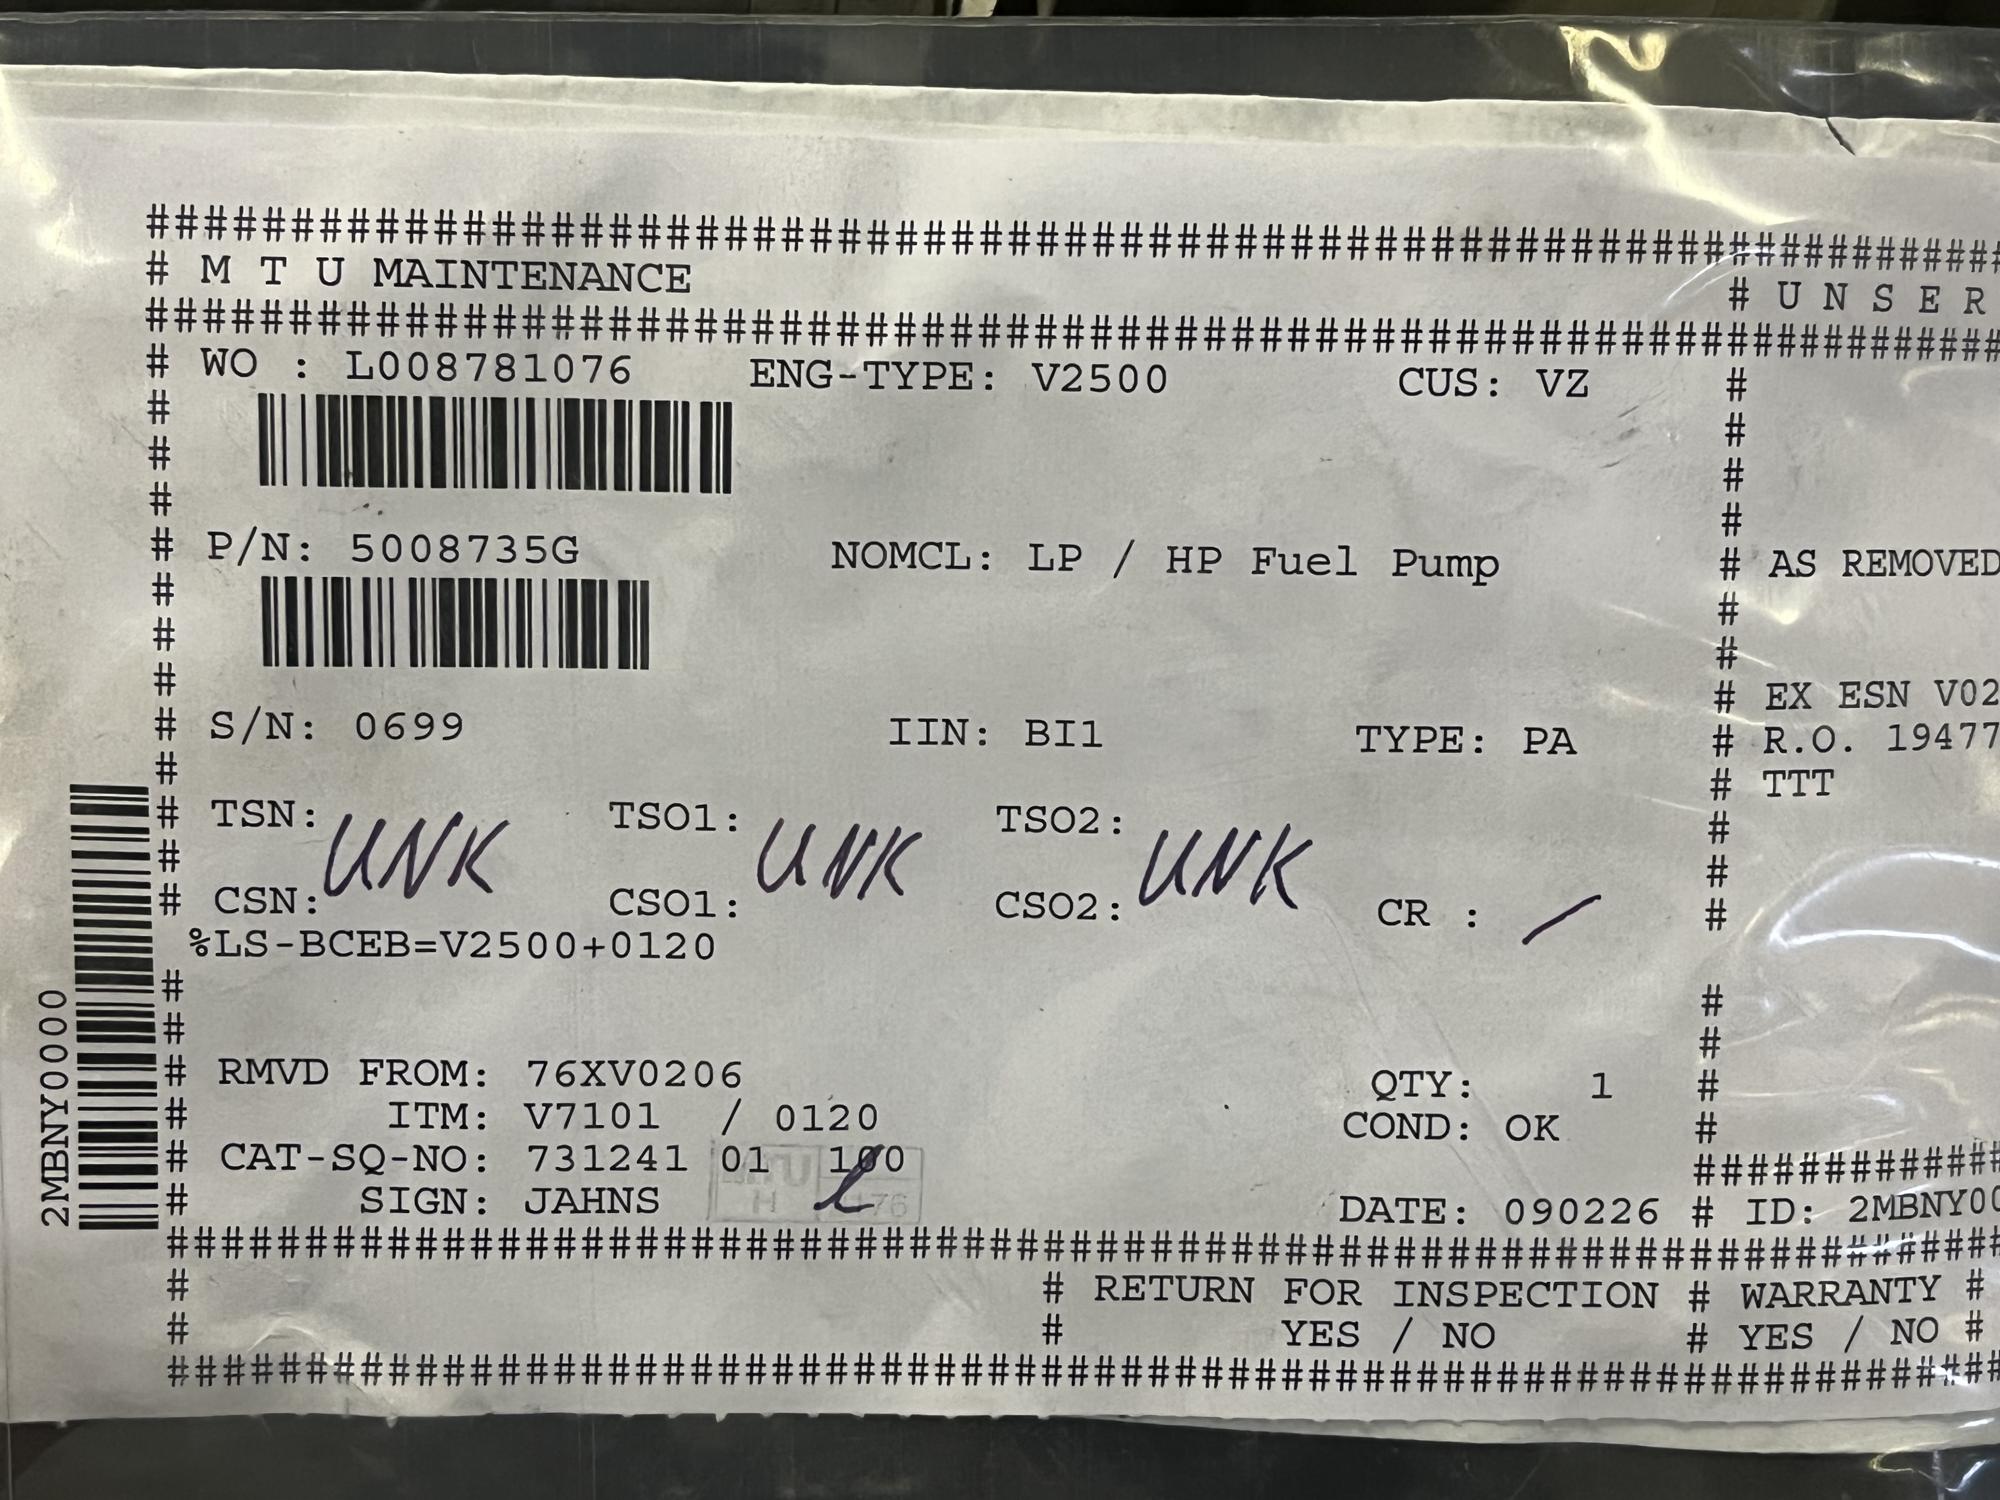 ################################################################
# M T U MAINTENANCE # U N S E R
################################################################
# WO : L008781076 ENG-TYPE: V2500 CUS: VZ #
# #
# #
# #
# P/N: 5008735G NOMCL: LP / HP Fuel Pump # AS REMOVED
# #
# #
# # EX ESN V02
# S/N: 0699 IIN: BI1 TYPE: PA # R.O. 19477
# # TTT
# TSN: UNK TSO1: UNK TSO2: UNK #
# #
# CSN: CSO1: CSO2: CR : / #
%LS-BCEB=V2500+0120
# #
# #
# RMVD FROM: 76XV0206 QTY: 1 #
# ITM: V7101 / 0120 COND: OK #
# CAT-SQ-NO: 731241 01 100 ############
# SIGN: JAHNS DATE: 090226 # ID: 2MBNY00
################################################################
# # RETURN FOR INSPECTION # WARRANTY #
# # YES / NO # YES / NO #
################################################################
2MBNY0000